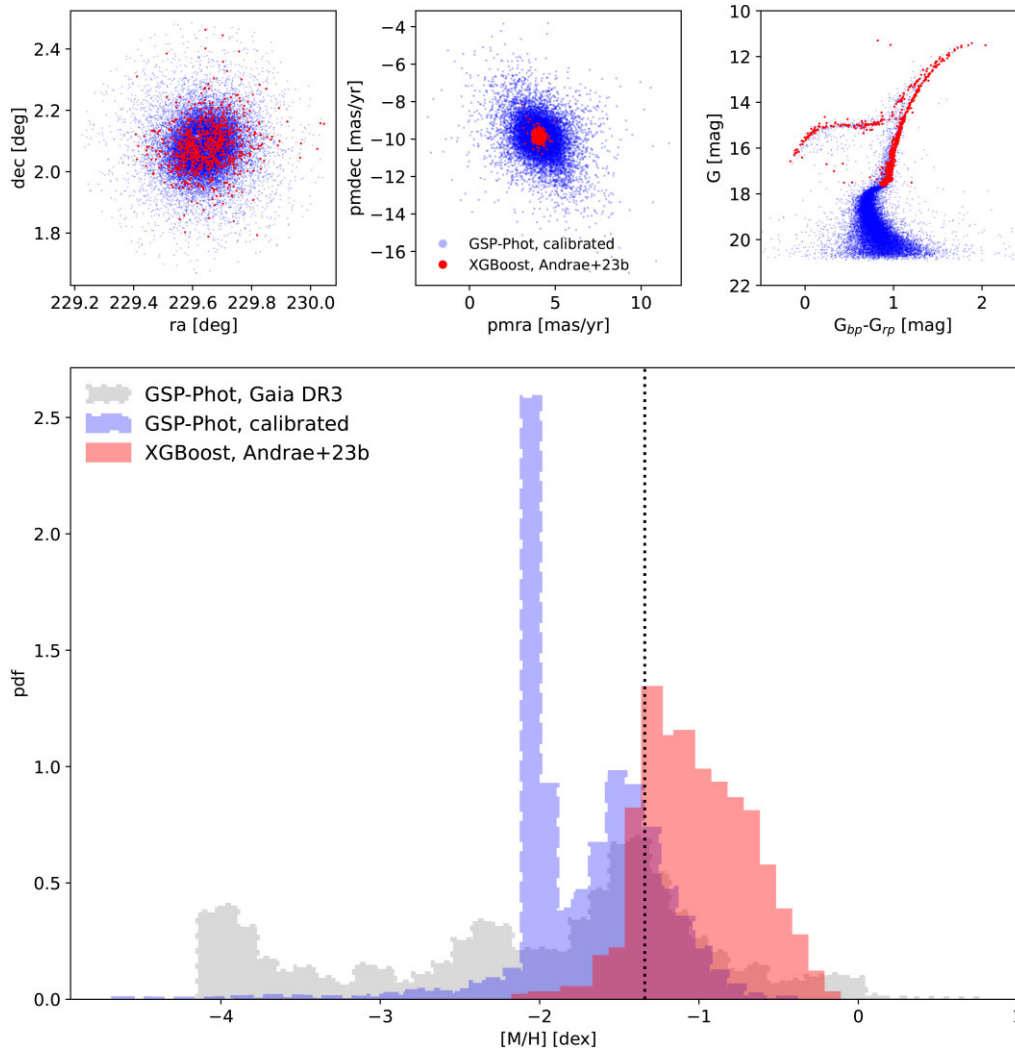 2.4
2.2
2.0
1.8
dec [deg]
229.2 229.4 229.6 229.8 230.0
ra [deg]
−4
−6
−8
−10
−12
−14
−16
pmdec [mas/yr]
GSP-Phot, calibrated
XGBoost, Andrae+23b
0 5 10
pmra [mas/yr]
10
12
14
16
18
20
22
G [mag]
0 1 2
G_bp-G_rp [mag]
GSP-Phot, Gaia DR3
GSP-Phot, calibrated
XGBoost, Andrae+23b
2.5
2.0
1.5
1.0
0.5
0.0
pdf
−4 −3 −2 −1 0 1
[M/H] [dex]